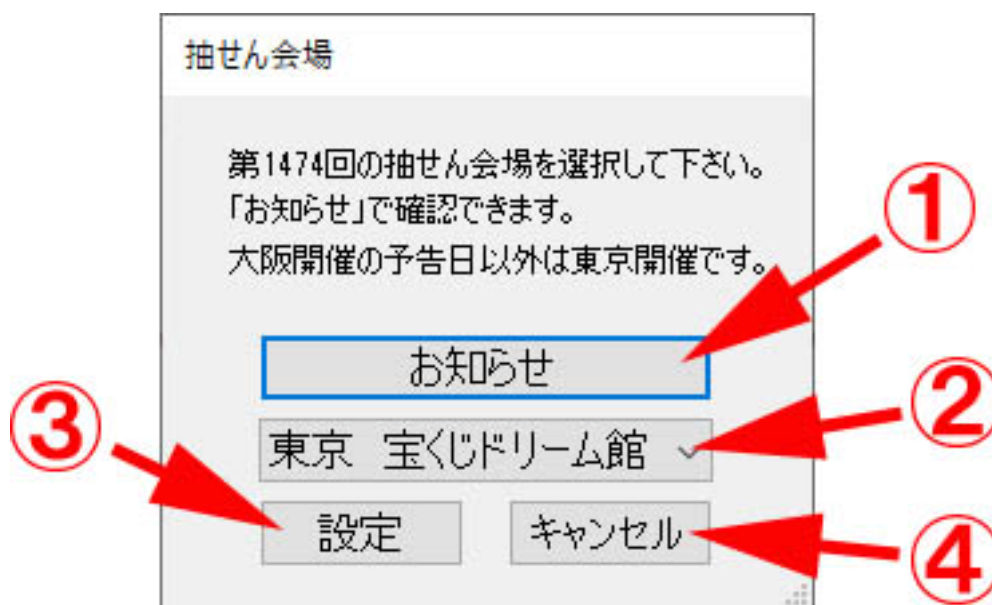 抽せん会場
第1474回の抽せん会場を選択して下さい。
「お知らせ」で確認できます。
大阪開催の予告日以外は東京開催です。
①
お知らせ
②
③
東京 宝くじドリーム館
設定
キャンセル
④